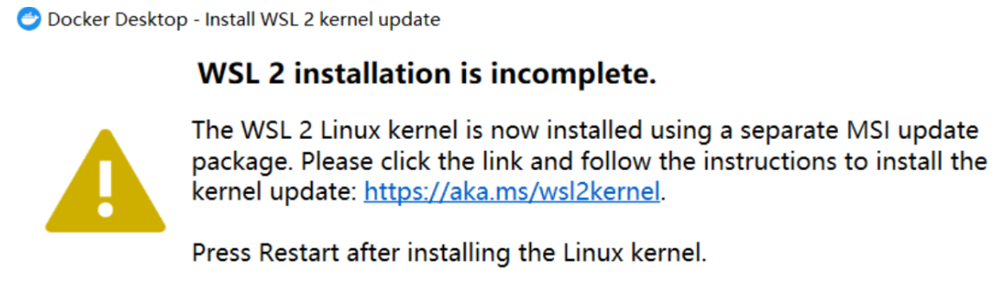 Docker Desktop - Install WSL 2 kernel update
WSL 2 installation is incomplete.
The WSL 2 Linux kernel is now installed using a separate MSI update
package. Please click the link and follow the instructions to install the
kernel update: https://aka.ms/wsl2kernel.
Press Restart after installing the Linux kernel.